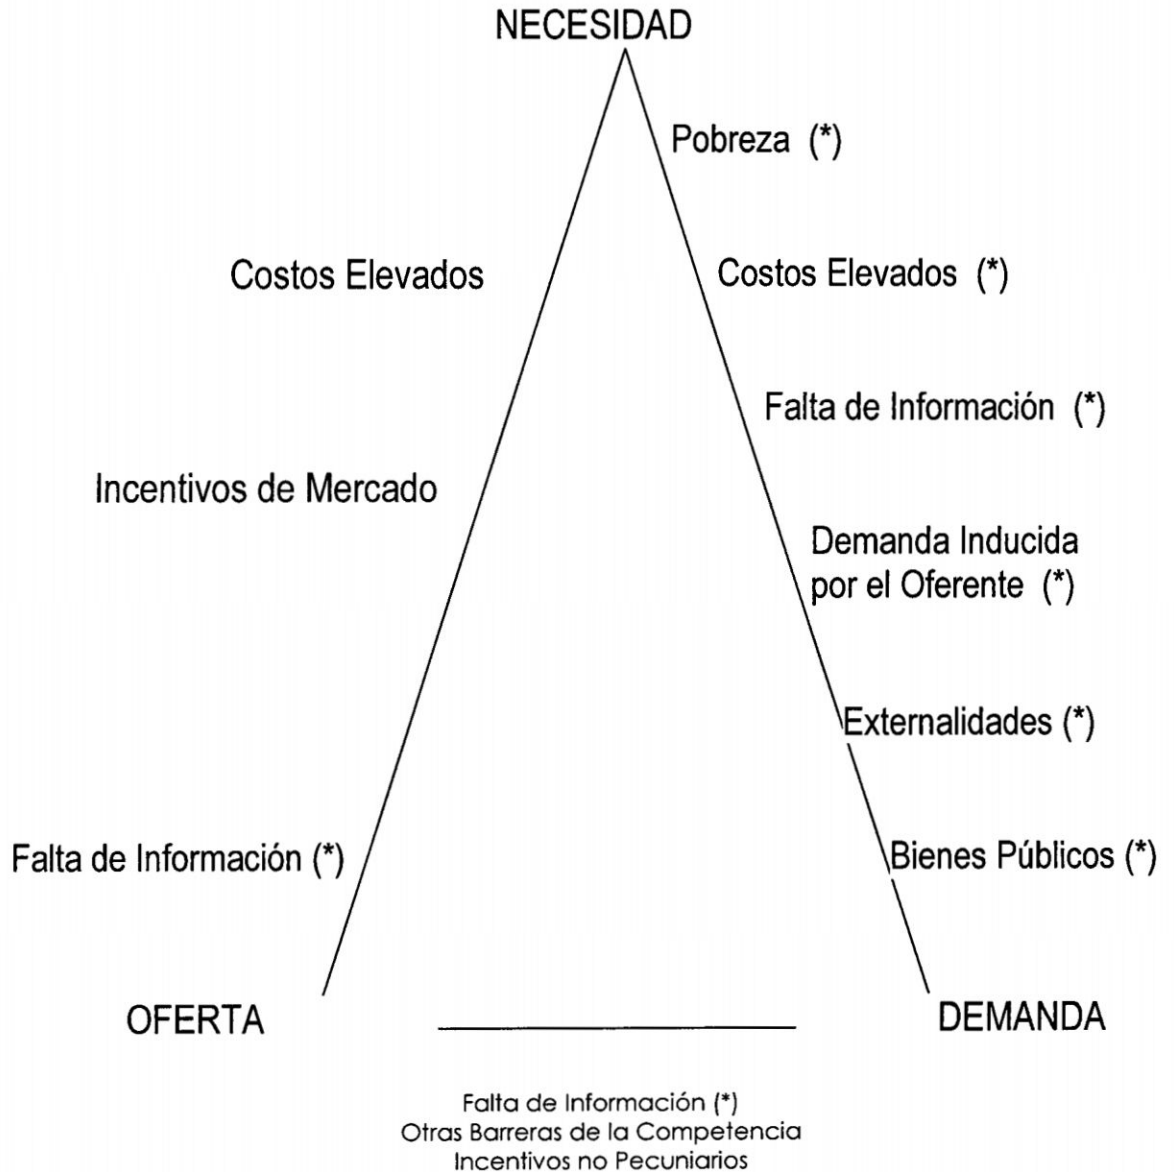 NECESIDAD
Pobreza (*)
Costos Elevados
Costos Elevados (*)
Falta de Información (*)
Incentivos de Mercado
Demanda Inducida
por el Oferente (*)
Externalidades (*)
Falta de Información (*)
Bienes Públicos (*)
OFERTA
DEMANDA
Falta de Información (*)
Otras Barreras de la Competencia
Incentivos no Pecuniarios